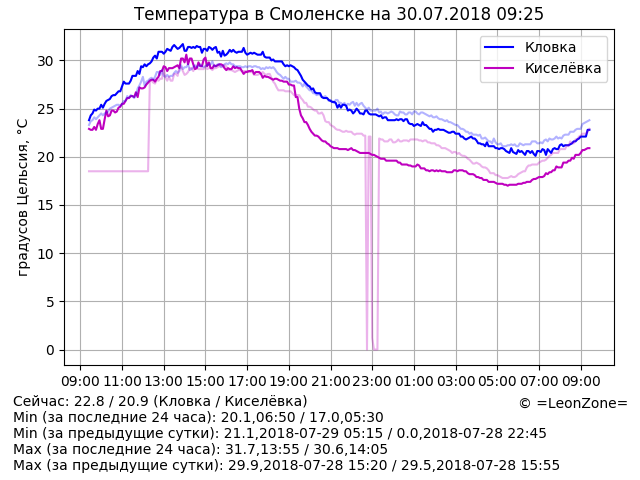 Температура в Смоленске на 30.07.2018 09:25
Кловка
Киселёвка
градусов Цельсия, °C
30
25
20
15
10
5
0
09:00 11:00 13:00 15:00 17:00 19:00 21:00 23:00 01:00 03:00 05:00 07:00 09:00
Сейчас: 22.8 / 20.9 (Кловка / Киселёвка)
© =LeonZone=
Min (за последние 24 часа): 20.1,06:50 / 17.0,05:30
Min (за предыдущие сутки): 21.1,2018-07-29 05:15 / 0.0,2018-07-28 22:45
Max (за последние 24 часа): 31.7,13:55 / 30.6,14:05
Max (за предыдущие сутки): 29.9,2018-07-28 15:20 / 29.5,2018-07-28 15:55